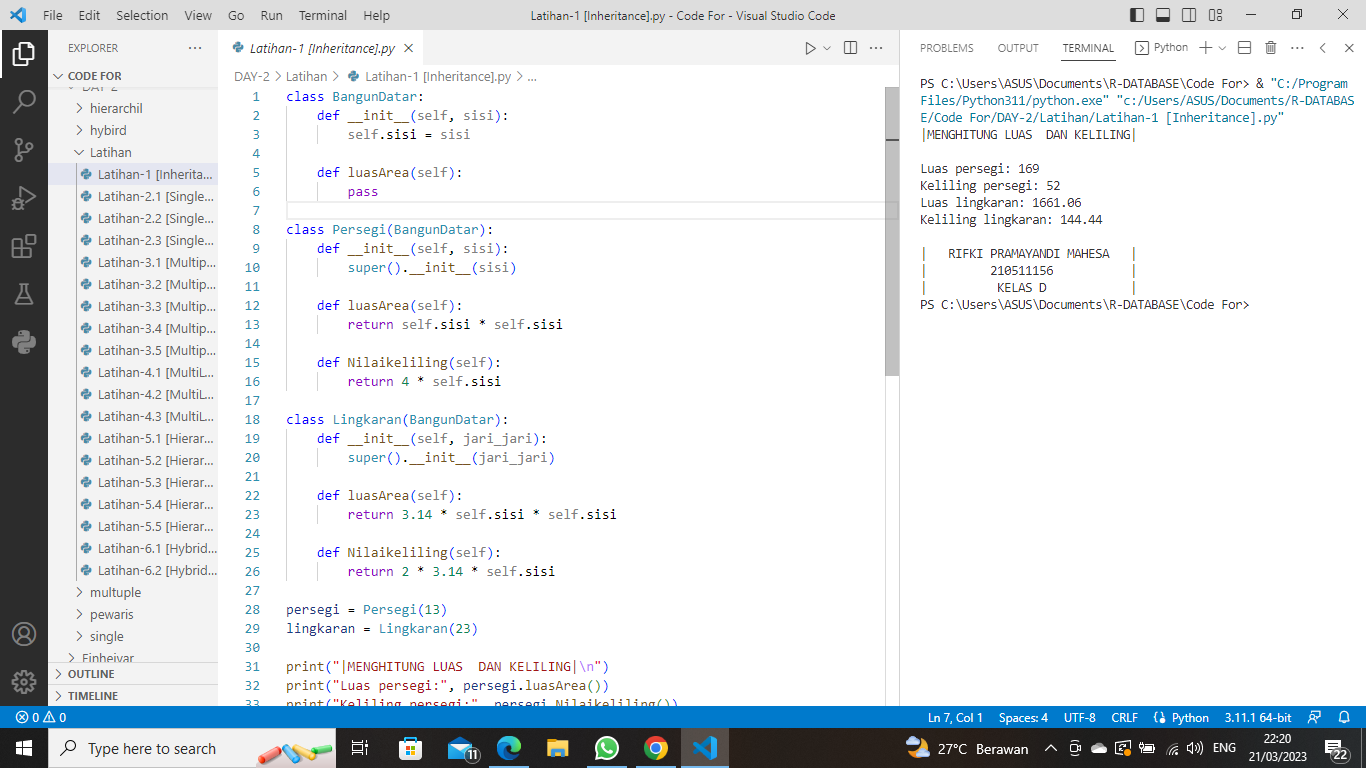 File Edit Selection View Go Run Terminal Help
Latihan-1 [Inheritance].py - Code For - Visual Studio Code
EXPLORER
CODE FOR
DAY-2
hierarchil
hybird
Latihan
Latihan-1 [Inherita...
Latihan-2.1 [Single...
Latihan-2.2 [Single...
Latihan-2.3 [Single...
Latihan-3.1 [Multip...
Latihan-3.2 [Multip...
Latihan-3.3 [Multip...
Latihan-3.4 [Multip...
Latihan-3.5 [Multip...
Latihan-4.1 [MultiL...
Latihan-4.2 [MultiL...
Latihan-4.3 [MultiL...
Latihan-5.1 [Hierar...
Latihan-5.2 [Hierar...
Latihan-5.3 [Hierar...
Latihan-5.4 [Hierar...
Latihan-5.5 [Hierar...
Latihan-6.1 [Hybrid...
Latihan-6.2 [Hybrid...
multuple
pewaris
single
Einheivar
OUTLINE
TIMELINE
Latihan-1 [Inheritance].py
DAY-2 > Latihan > Latihan-1 [Inheritance].py > ...
1 class BangunDatar:
2     def __init__(self, sisi):
3         self.sisi = sisi
4
5     def luasArea(self):
6         pass
7
8 class Persegi(BangunDatar):
9     def __init__(self, sisi):
10         super().__init__(sisi)
11
12     def luasArea(self):
13         return self.sisi * self.sisi
14
15     def Nilaikeliling(self):
16         return 4 * self.sisi
17
18 class Lingkaran(BangunDatar):
19     def __init__(self, jari_jari):
20         super().__init__(jari_jari)
21
22     def luasArea(self):
23         return 3.14 * self.sisi * self.sisi
24
25     def Nilaikeliling(self):
26         return 2 * 3.14 * self.sisi
27
28 persegi = Persegi(13)
29 lingkaran = Lingkaran(23)
30
31 print("|MENGHITUNG LUAS  DAN KELILING|\n")
32 print("Luas persegi:", persegi.luasArea())
33 print("Keliling persegi:", persegi.Nilaikeliling())
PROBLEMS OUTPUT TERMINAL Python
PS C:\Users\ASUS\Documents\R-DATABASE\Code For> & "C:/Program
Files/Python311/python.exe" "c:/Users/ASUS/Documents/R-DATABAS
E/Code For/DAY-2/Latihan/Latihan-1 [Inheritance].py"
|MENGHITUNG LUAS  DAN KELILING|
Luas persegi: 169
Keliling persegi: 52
Luas lingkaran: 1661.06
Keliling lingkaran: 144.44
|   RIFKI PRAMAYANDI MAHESA   |
|         210511156           |
|          KELAS D            |
PS C:\Users\ASUS\Documents\R-DATABASE\Code For>
0 0
Ln 7, Col 1 Spaces: 4 UTF-8 CRLF Python 3.11.1 64-bit
Type here to search
11
27°C Berawan
ENG
22:20
21/03/2023
22